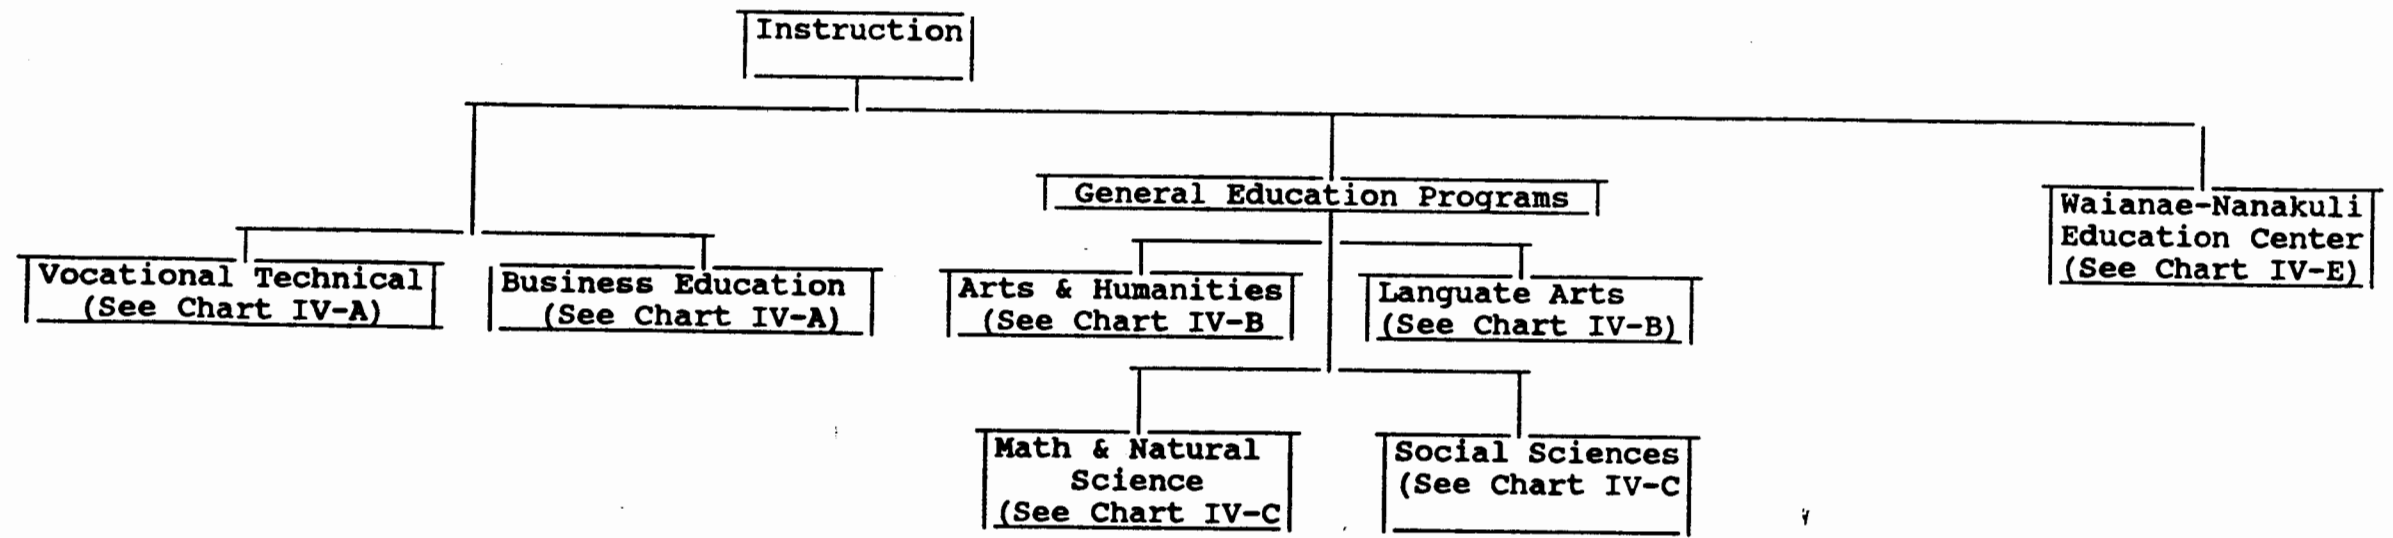 Instruction
General Education Programs
Waianae-Nanakuli
Education Center
(See Chart IV-E)
Vocational Technical
(See Chart IV-A)
Business Education
(See Chart IV-A)
Arts & Humanities
(See Chart IV-B
Languate Arts
(See Chart IV-B)
Math & Natural
Science
(See Chart IV-C
Social Sciences
(See Chart IV-C